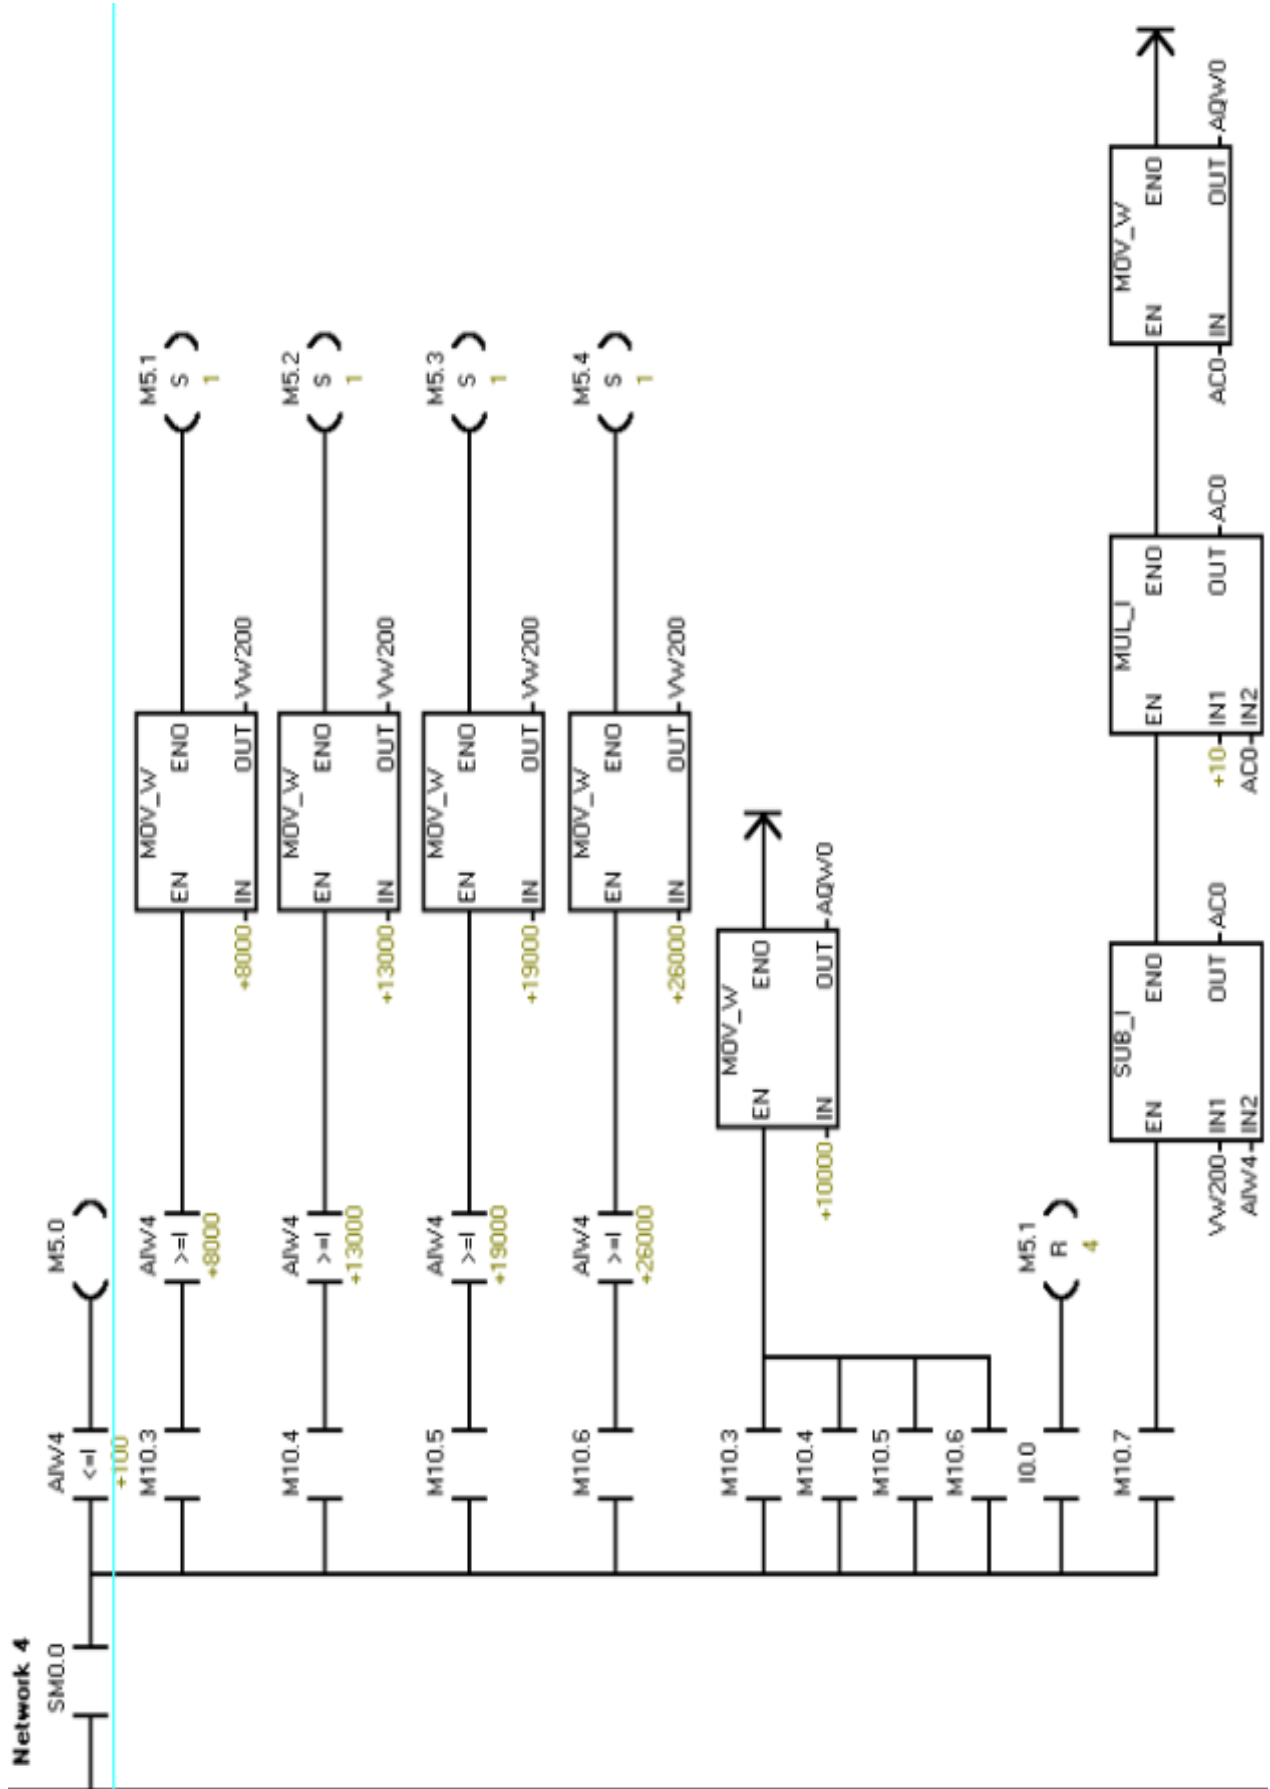 Network 4
SM0.0
AIW4
<=I
+100
M5.0
M10.3
AIW4
>=I
+8000
MOV_W
EN
ENO
+8000
IN
OUT
VW200
M5.1
S
1
M10.4
AIW4
>=I
+13000
MOV_W
EN
ENO
+13000
IN
OUT
VW200
M5.2
S
1
M10.5
AIW4
>=I
+19000
MOV_W
EN
ENO
+19000
IN
OUT
VW200
M5.3
S
1
M10.6
AIW4
>=I
+26000
MOV_W
EN
ENO
+26000
IN
OUT
VW200
M5.4
S
1
M10.3
MOV_W
EN
ENO
+10000
IN
OUT
AQW0
M10.4
M10.5
M10.6
I0.0
M5.1
R
4
M10.7
SUB_I
EN
ENO
VW200
IN1
OUT
AC0
AIW4
IN2
MUL_I
EN
ENO
+10
IN1
OUT
AC0
AC0
IN2
MOV_W
EN
ENO
AC0
IN
OUT
AQW0